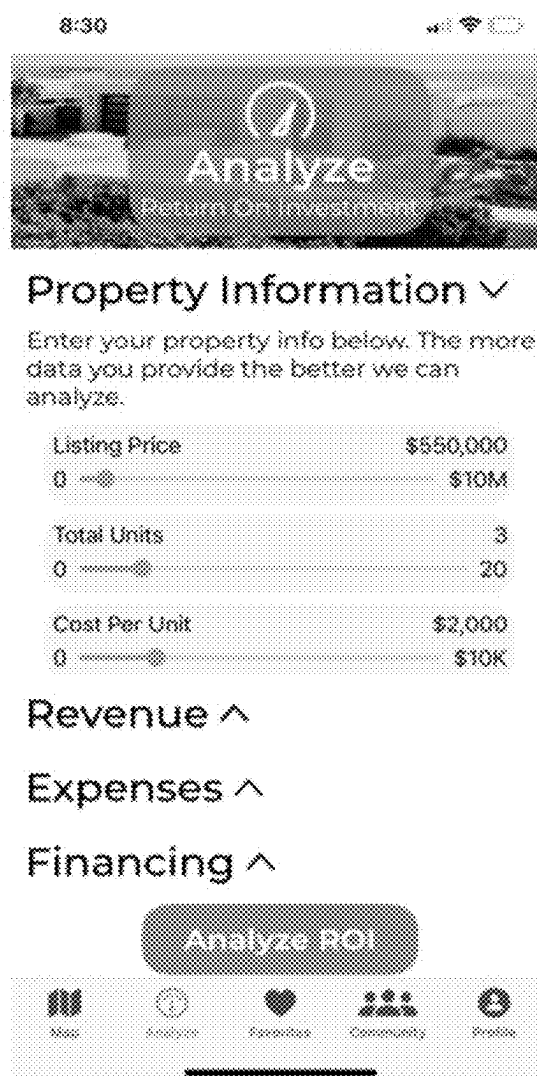 8:30
Analyze
Return On Investment
Property Information
Enter your property info below. The more
data you provide the better we can
analyze.
Listing Price $550,000
0 $10M
Total Units 3
0 20
Cost Per Unit $2,000
0 $10K
Revenue
Expenses
Financing
Analyze ROI
Map Analyze Favorites Community Profile